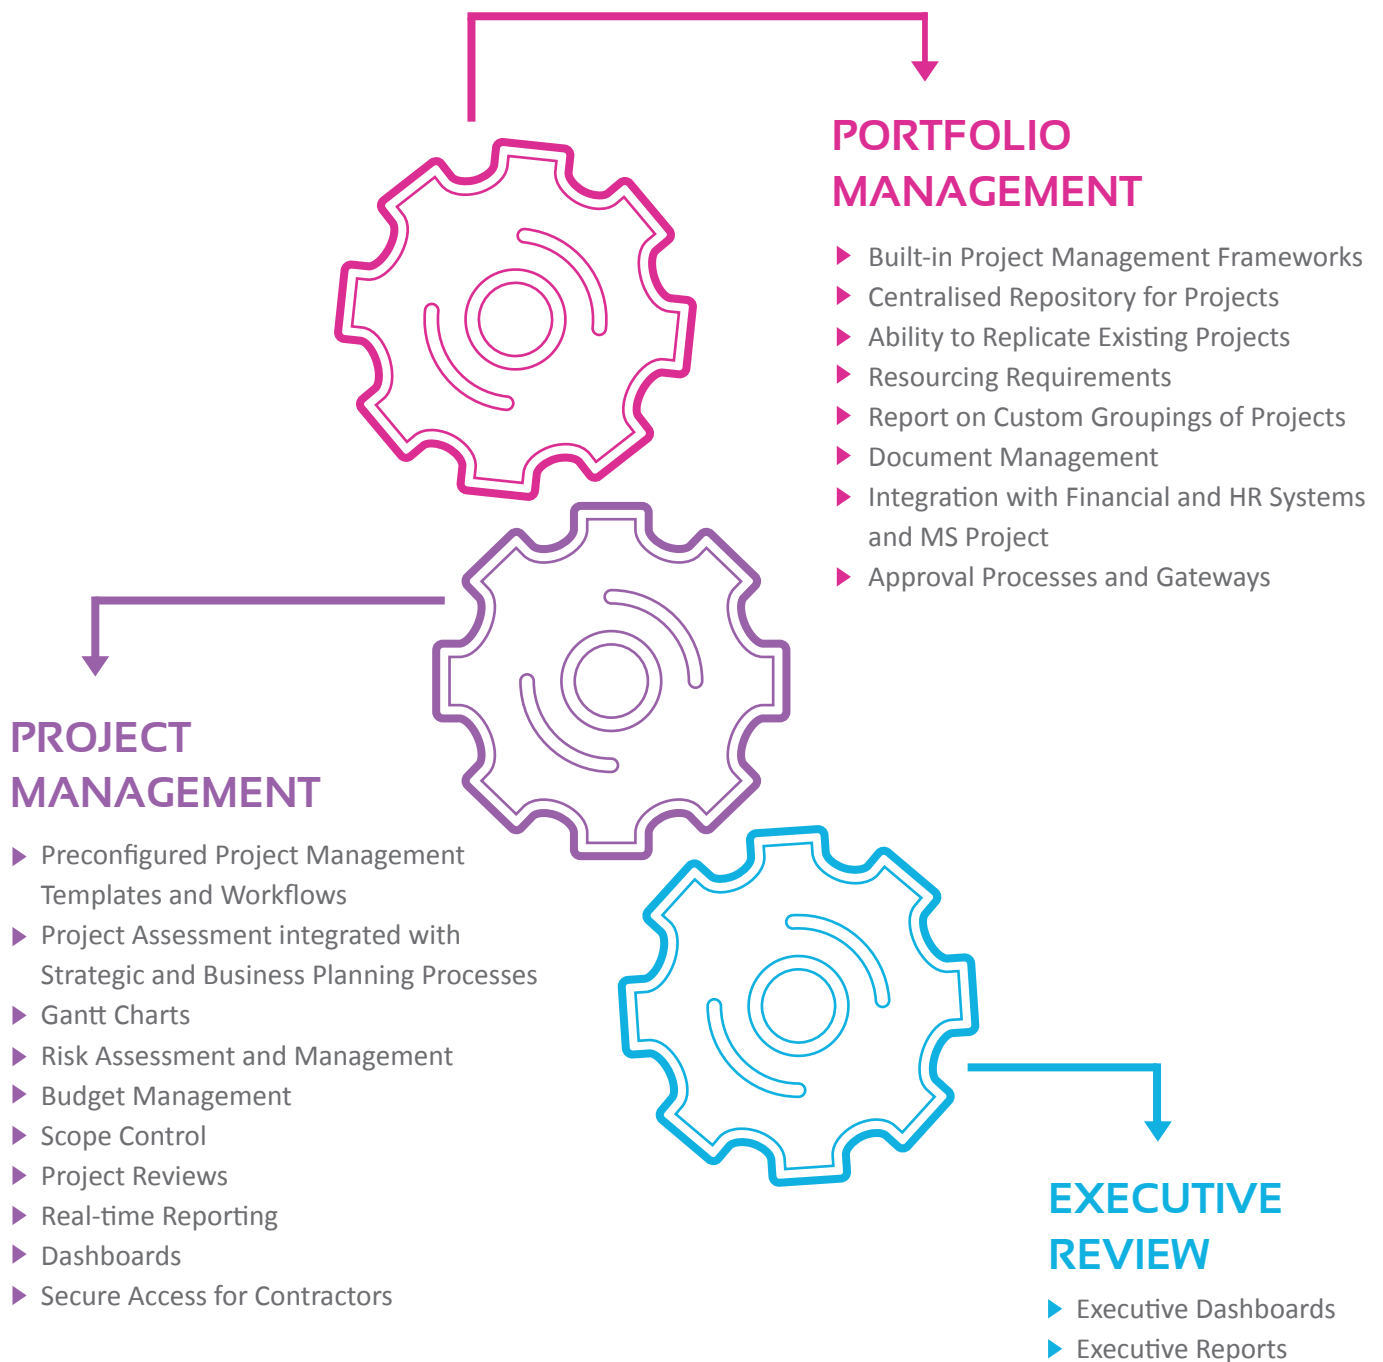 PORTFOLIO
MANAGEMENT
Built-in Project Management Frameworks
Centralised Repository for Projects
Ability to Replicate Existing Projects
Resourcing Requirements
Report on Custom Groupings of Projects
Document Management
Integration with Financial and HR Systems
and MS Project
Approval Processes and Gateways
PROJECT
MANAGEMENT
Preconfigured Project Management
Templates and Workflows
Project Assessment integrated with
Strategic and Business Planning Processes
Gantt Charts
Risk Assessment and Management
Budget Management
Scope Control
Project Reviews
Real-time Reporting
Dashboards
Secure Access for Contractors
EXECUTIVE
REVIEW
Executive Dashboards
Executive Reports